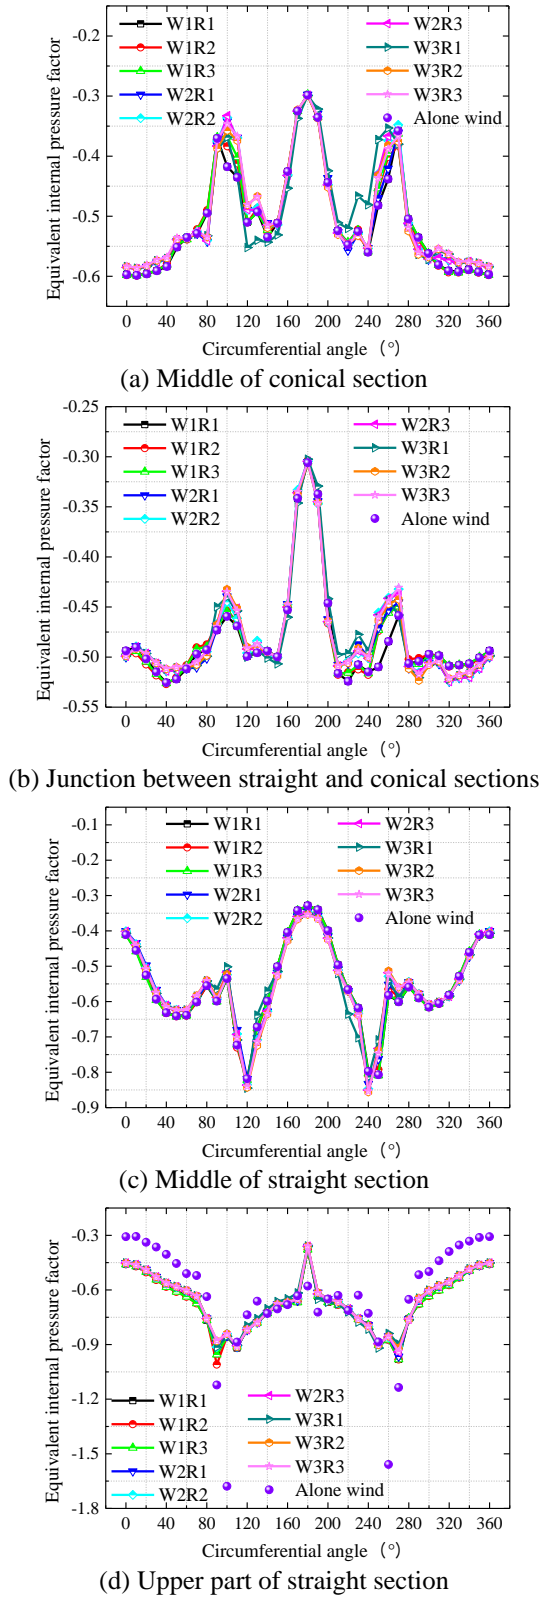 W1R1
W1R2
W1R3
W2R1
W2R2
W2R3
W3R1
W3R2
W3R3
Alone wind
Equivalent internal pressure factor
-0.2
-0.3
-0.4
-0.5
-0.6
0 40 80 120 160 200 240 280 320 360
Circumferential angle (°)
(a) Middle of conical section
W1R1
W1R2
W1R3
W2R1
W2R2
W2R3
W3R1
W3R2
W3R3
Alone wind
Equivalent internal pressure factor
-0.25
-0.30
-0.35
-0.40
-0.45
-0.50
-0.55
0 40 80 120 160 200 240 280 320 360
Circumferential angle (°)
(b) Junction between straight and conical sections
W1R1
W1R2
W1R3
W2R1
W2R2
W2R3
W3R1
W3R2
W3R3
Alone wind
Equivalent internal pressure factor
-0.1
-0.2
-0.3
-0.4
-0.5
-0.6
-0.7
-0.8
-0.9
0 40 80 120 160 200 240 280 320 360
Circumferential angle (°)
(c) Middle of straight section
Equivalent internal pressure factor
-0.3
-0.6
-0.9
-1.2
-1.5
-1.8
W1R1
W1R2
W1R3
W2R1
W2R2
W2R3
W3R1
W3R2
W3R3
Alone wind
0 40 80 120 160 200 240 280 320 360
Circumferential angle (°)
(d) Upper part of straight section